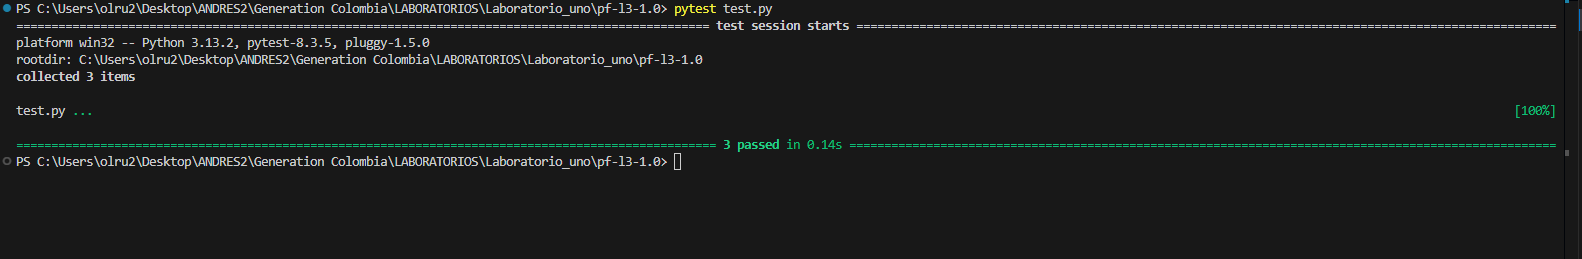 PS C:\Users\olru2\Desktop\ANDRES2\Generation Colombia\LABORATORIOS\Laboratorio_uno\pf-l3-1.0> pytest test.py
=============================== test session starts ===============================
platform win32 -- Python 3.13.2, pytest-8.3.5, pluggy-1.5.0
rootdir: C:\Users\olru2\Desktop\ANDRES2\Generation Colombia\LABORATORIOS\Laboratorio_uno\pf-l3-1.0
collected 3 items
test.py ... [100%]
=============================== 3 passed in 0.14s ===============================
PS C:\Users\olru2\Desktop\ANDRES2\Generation Colombia\LABORATORIOS\Laboratorio_uno\pf-l3-1.0>